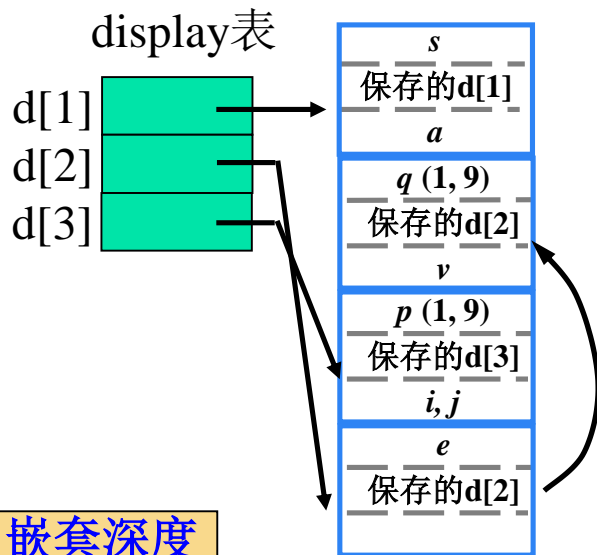 display表
d[1]
d[2]
d[3]
s
保存的d[1]
a
q (1, 9)
保存的d[2]
v
p (1, 9)
保存的d[3]
i, j
e
保存的d[2]
嵌套深度